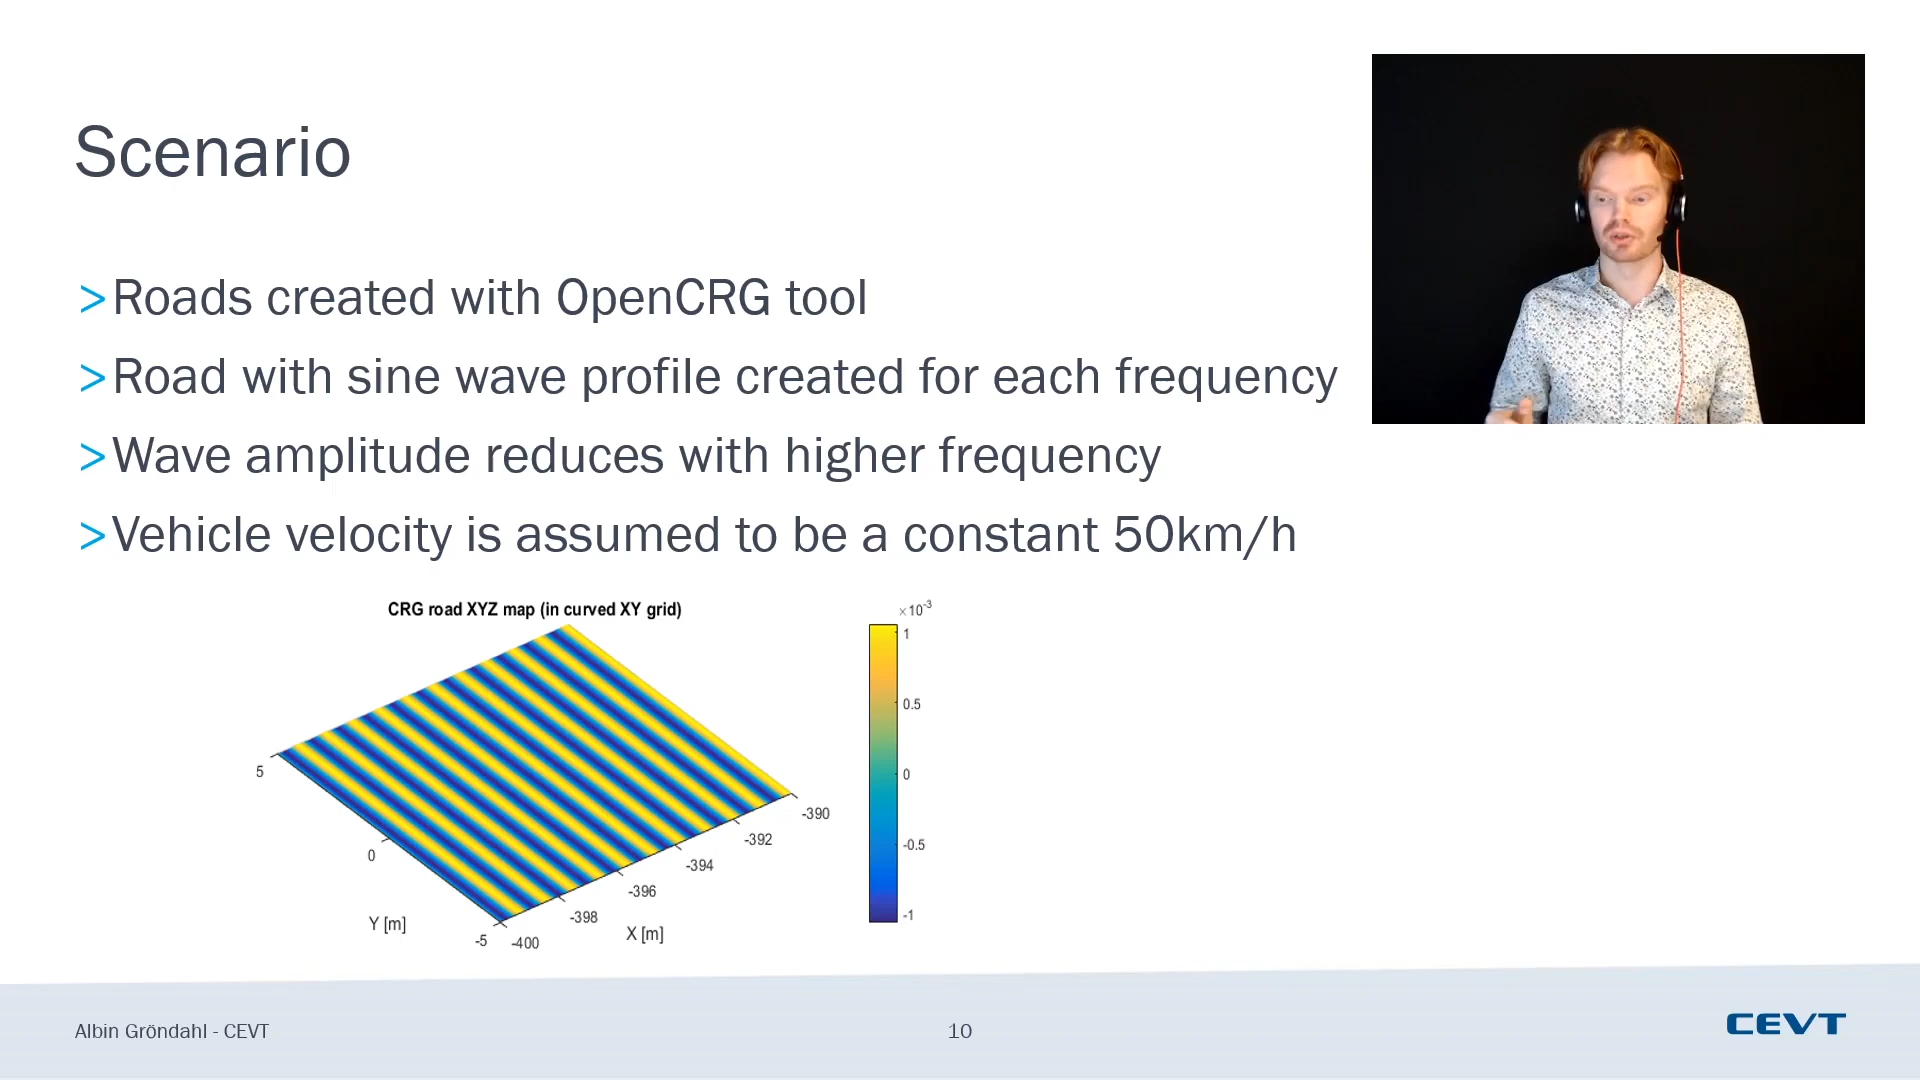 Scenario
>Roads created with OpenCRG tool
>Road with sine wave profile created for each frequency
>Wave amplitude reduces with higher frequency
>Vehicle velocity is assumed to be a constant 50km/h
CRG road XYZ map (in curved XY grid)
×10-3
1
0.5
0
-0.5
-1
5
0
-5
Y [m]
-400
-398
-396
-394
-392
-390
X [m]
Albin Gröndahl - CEVT
10
CEVT